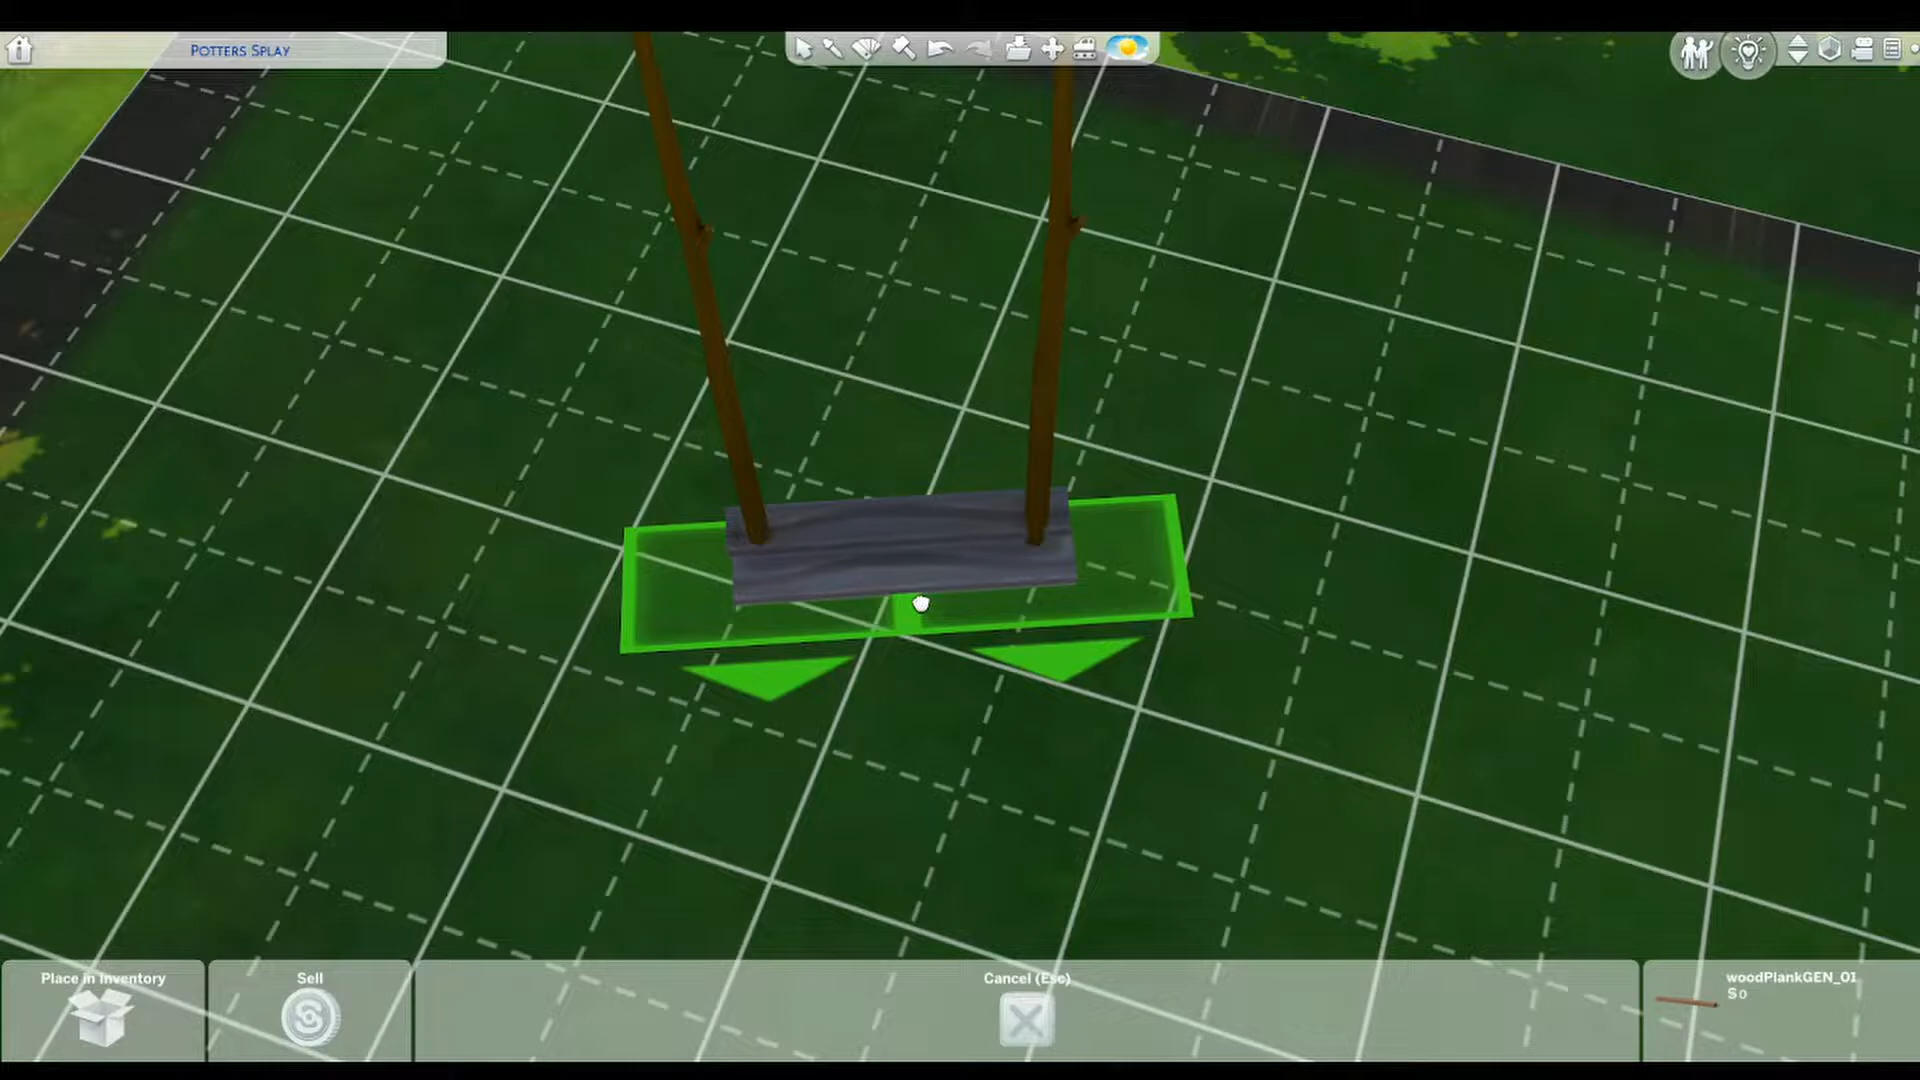 POTTERS SPLAY
Place in Inventory
Sell
Cancel (Esc)
woodPlankGEN_01
§0